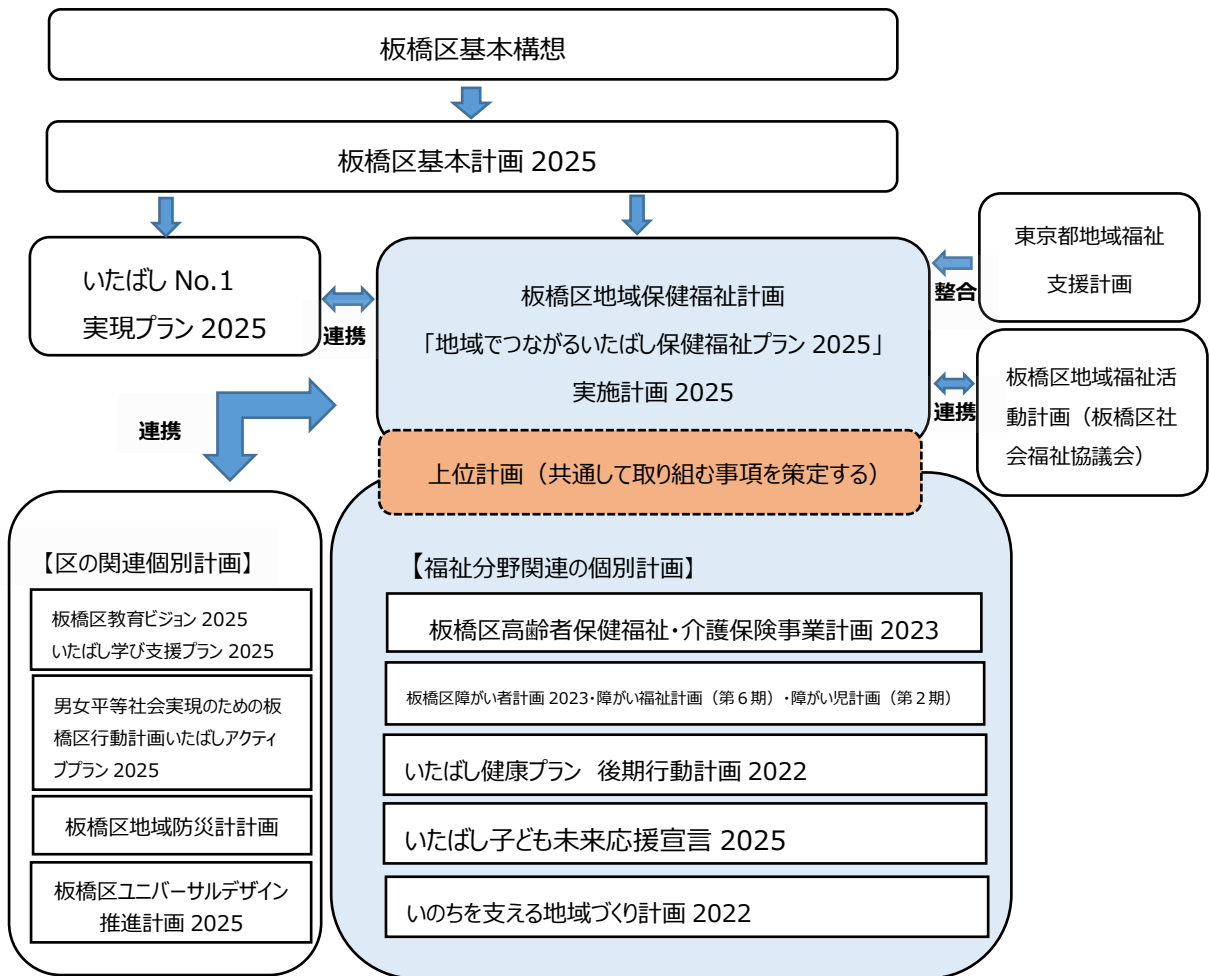 板橋区基本構想
板橋区基本計画 2025
いたばし No.1
実現プラン 2025
連携
板橋区地域保健福祉計画
「地域でつながるいたばし保健福祉プラン 2025」
実施計画 2025
整合
東京都地域福祉
支援計画
連携
板橋区地域福祉活
動計画（板橋区社
会福祉協議会）
連携
上位計画（共通して取り組む事項を策定する）
【区の関連個別計画】
板橋区教育ビジョン 2025
いたばし学び支援プラン 2025
男女平等社会実現のための板
橋区行動計画いたばしアクティ
ブプラン 2025
板橋区地域防災計計画
板橋区ユニバーサルデザイン
推進計画 2025
【福祉分野関連の個別計画】
板橋区高齢者保健福祉・介護保険事業計画 2023
板橋区障がい者計画 2023・障がい福祉計画（第６期）・障がい児計画（第２期）
いたばし健康プラン　後期行動計画 2022
いたばし子ども未来応援宣言 2025
いのちを支える地域づくり計画 2022